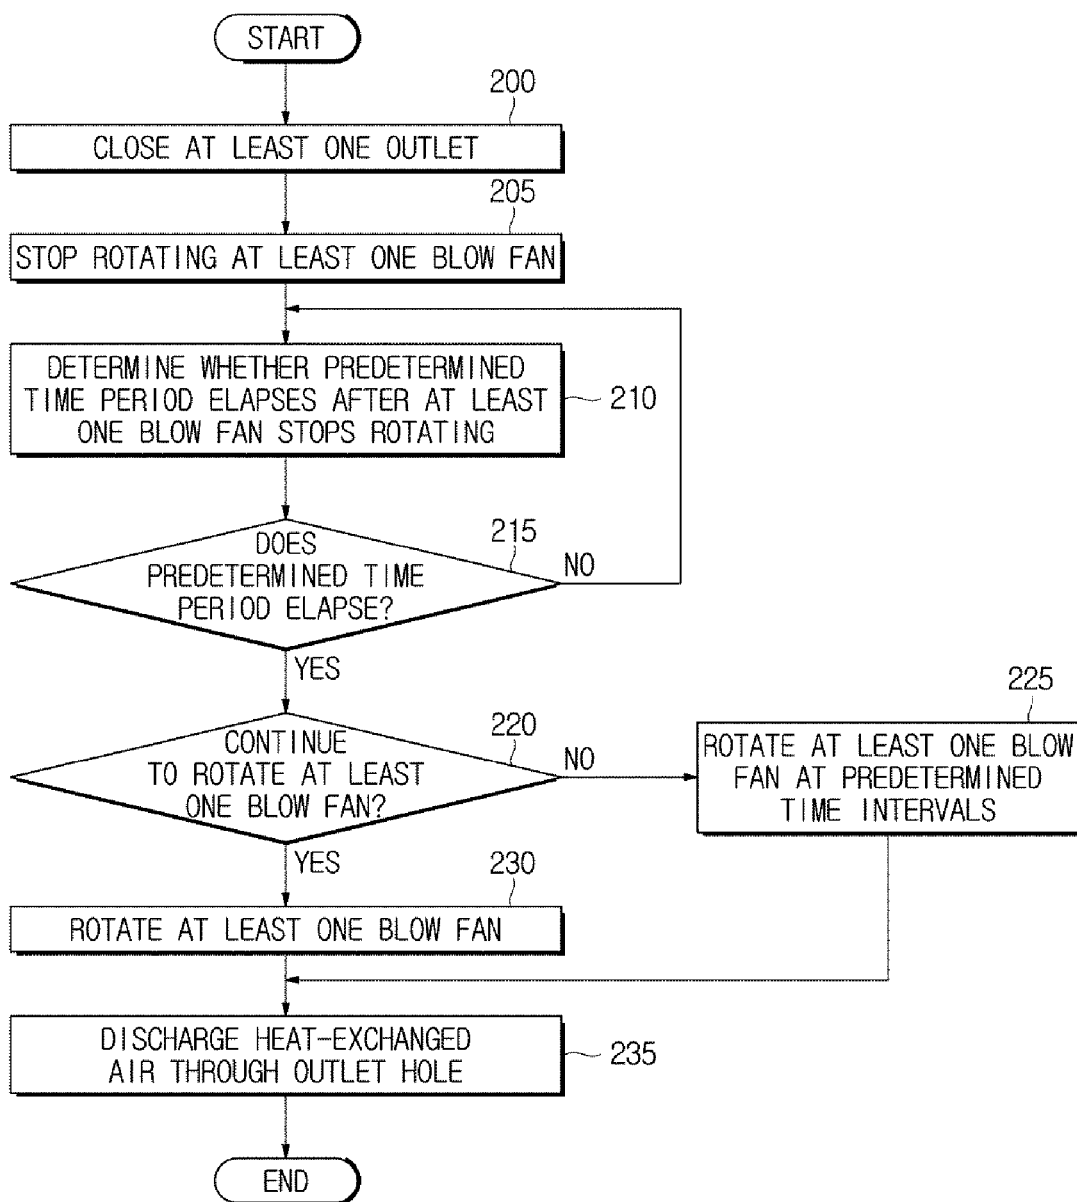 START
200
CLOSE AT LEAST ONE OUTLET
205
STOP ROTATING AT LEAST ONE BLOW FAN
DETERMINE WHETHER PREDETERMINED
TIME PERIOD ELAPSES AFTER AT LEAST
ONE BLOW FAN STOPS ROTATING
210
215
DOES
PREDETERMINED TIME
PERIOD ELAPSE?
NO
YES
220
CONTINUE
TO ROTATE AT LEAST
ONE BLOW FAN?
NO
225
ROTATE AT LEAST ONE BLOW
FAN AT PREDETERMINED
TIME INTERVALS
YES
230
ROTATE AT LEAST ONE BLOW FAN
DISCHARGE HEAT-EXCHANGED
AIR THROUGH OUTLET HOLE
235
END